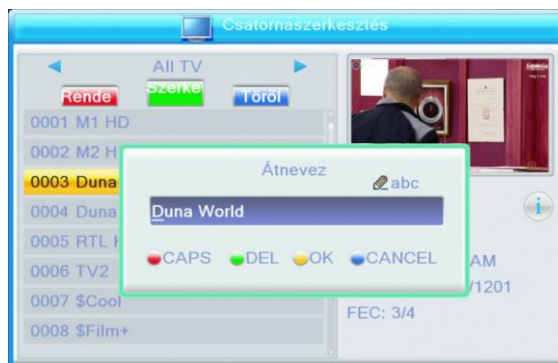 Csatornaszerkesztés
All TV
Rende Szerke Töröl
0001 M1 HD
0002 M2 H
0003 Duna
0004 Duna
0005 RTL
0006 TV2
0007 $Cool
0008 $Film+
Átnevez
abc
Duna World
CAPS DEL OK CANCEL
AM
/1201
FEC: 3/4